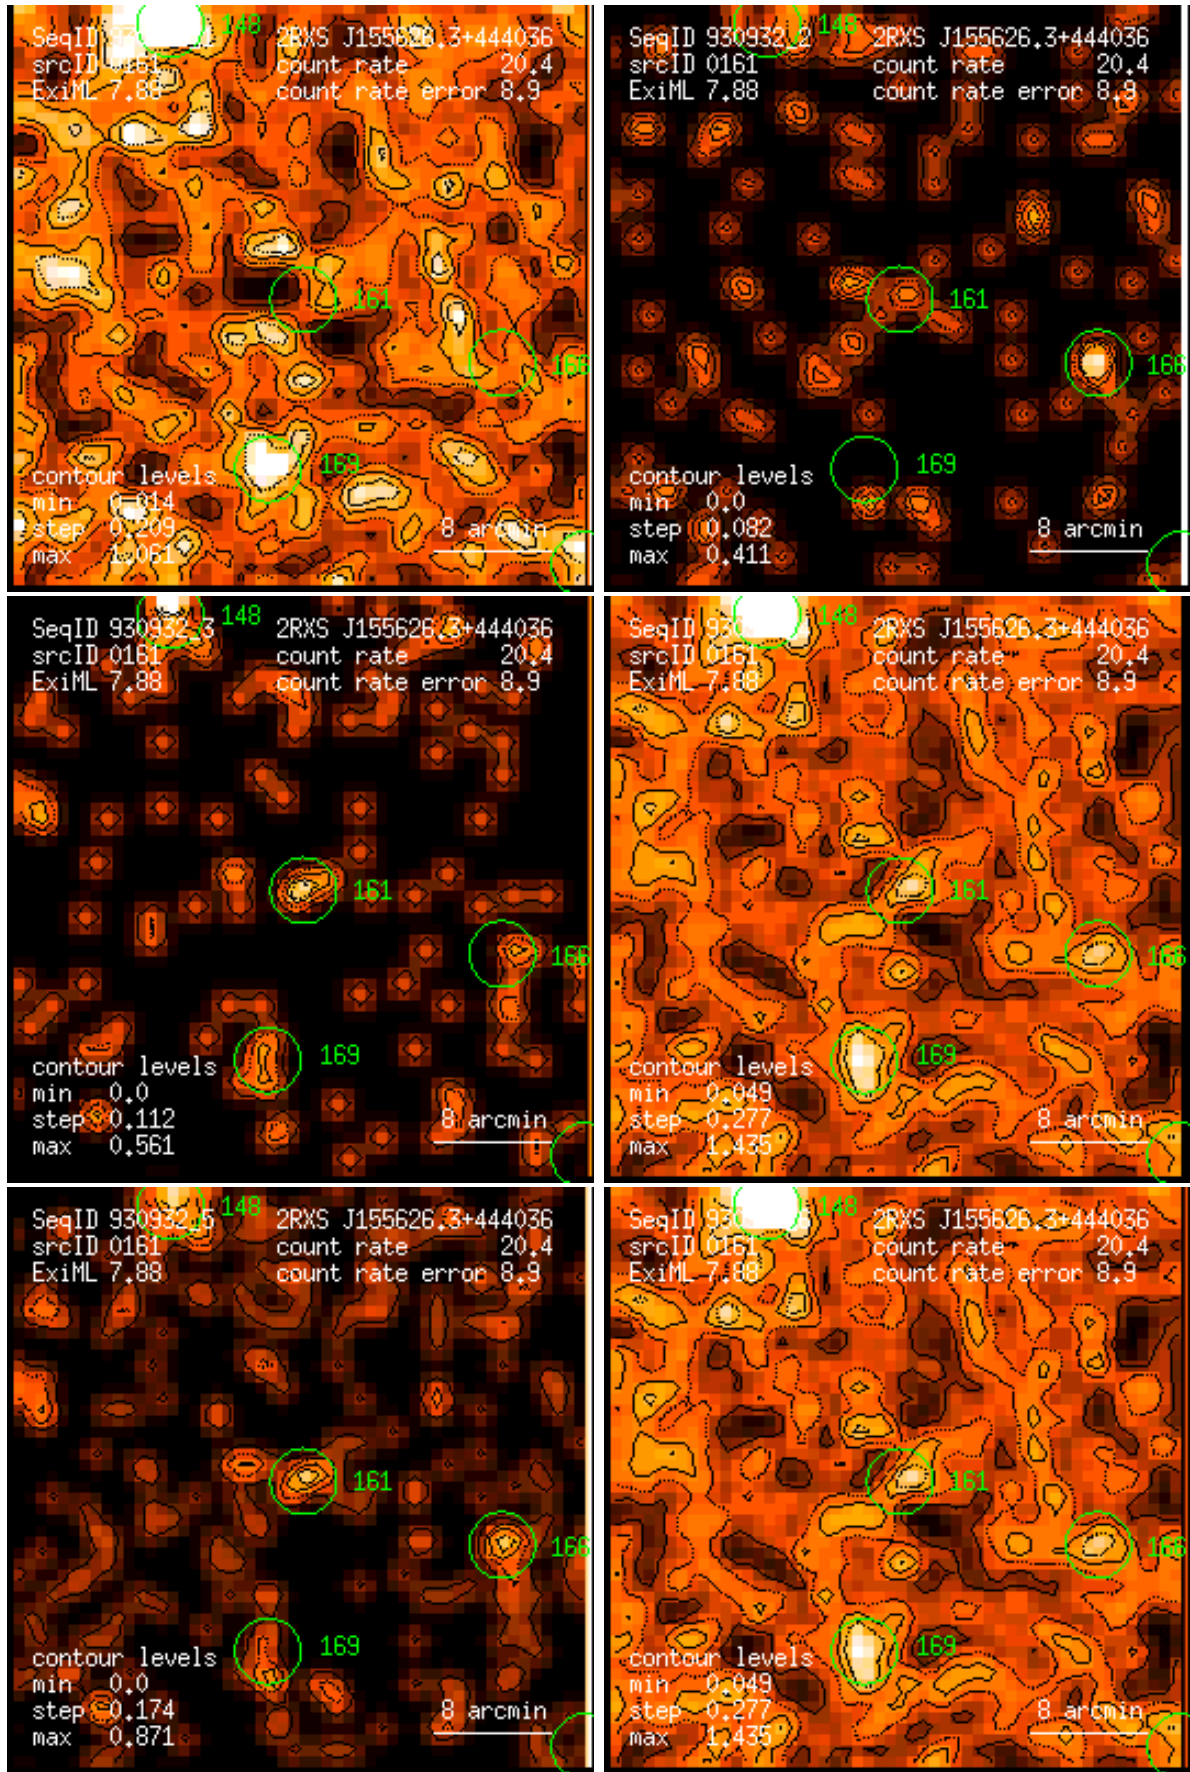 148
SeqID 2RXS J155626.3+444036
srcID 0161 count rate 20.4
ExiML 7.88 count rate error 8.9
161
166
169
contour levels
min 0.014
step 0.209
max 1.061
8 arcmin
148
SeqID 930932_2 2RXS J155626.3+444036
srcID 0161 count rate 20.4
ExiML 7.88 count rate error 8.9
161
166
169
contour levels
min 0.0
step 0.082
max 0.411
8 arcmin
148
SeqID 930932_3 2RXS J155626.3+444036
srcID 0161 count rate 20.4
ExiML 7.88 count rate error 8.9
161
166
169
contour levels
min 0.0
step 0.112
max 0.561
8 arcmin
148
SeqID 2RXS J155626.3+444036
srcID 0161 count rate 20.4
ExiML 7.88 count rate error 8.9
161
166
169
contour levels
min 0.049
step 0.277
max 1.435
8 arcmin
148
SeqID 930932_5 2RXS J155626.3+444036
srcID 0161 count rate 20.4
ExiML 7.88 count rate error 8.9
161
166
169
contour levels
min 0.0
step 0.174
max 0.871
8 arcmin
148
SeqID 2RXS J155626.3+444036
srcID 0161 count rate 20.4
ExiML 7.88 count rate error 8.9
161
166
169
contour levels
min 0.049
step 0.277
max 1.435
8 arcmin